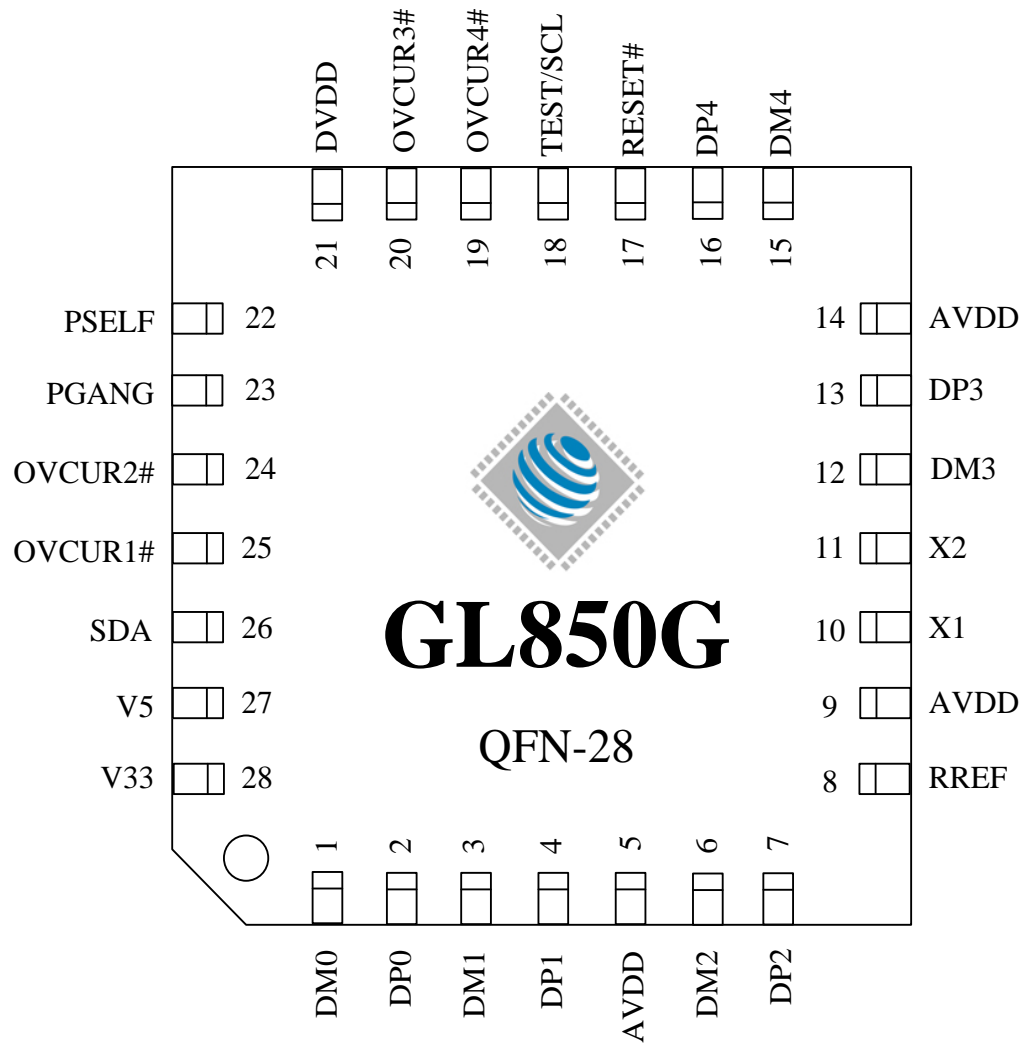 DVDD
OVCUR3#
OVCUR4#
TEST/SCL
RESET#
DP4
DM4
21
20
19
18
17
16
15
PSELF 22
14 AVDD
PGANG 23
13 DP3
OVCUR2# 24
12 DM3
OVCUR1# 25
11 X2
SDA 26
10 X1
V5 27
9 AVDD
V33 28
8 RREF
GL850G
QFN-28
1
2
3
4
5
6
7
DM0
DP0
DM1
DP1
AVDD
DM2
DP2